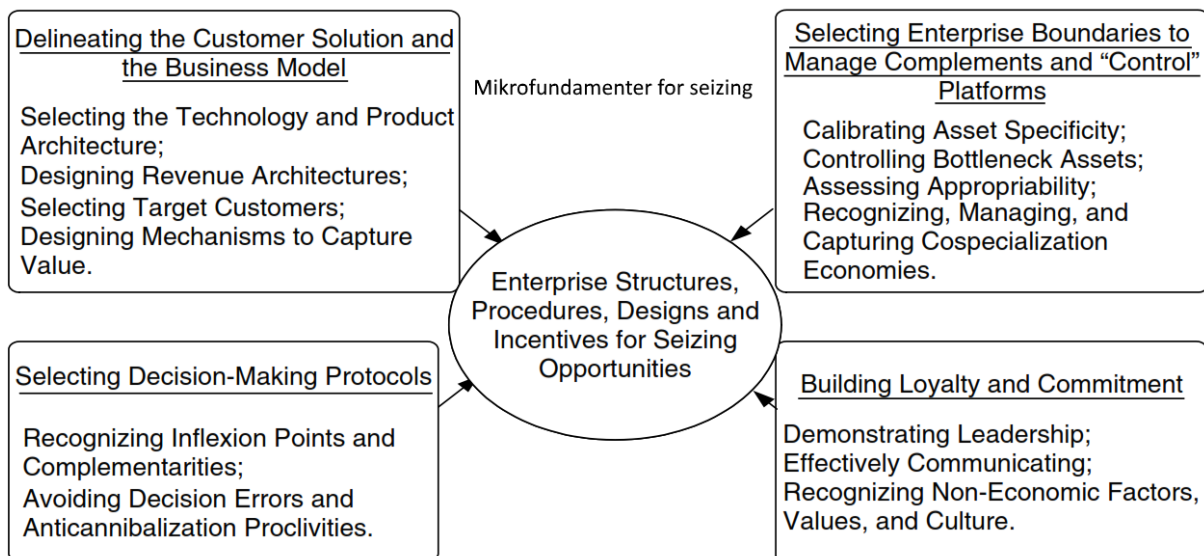 Delineating the Customer Solution and
the Business Model
Selecting the Technology and Product
Architecture;
Designing Revenue Architectures;
Selecting Target Customers;
Designing Mechanisms to Capture
Value.
Mikrofundamenter for seizing
Selecting Enterprise Boundaries to
Manage Complements and “Control”
Platforms
Calibrating Asset Specificity;
Controlling Bottleneck Assets;
Assessing Appropriability;
Recognizing, Managing, and
Capturing Cospecialization
Economies.
Enterprise Structures,
Procedures, Designs and
Incentives for Seizing
Opportunities
Selecting Decision-Making Protocols
Recognizing Inflexion Points and
Complementarities;
Avoiding Decision Errors and
Anticannibalization Proclivities.
Building Loyalty and Commitment
Demonstrating Leadership;
Effectively Communicating;
Recognizing Non-Economic Factors,
Values, and Culture.